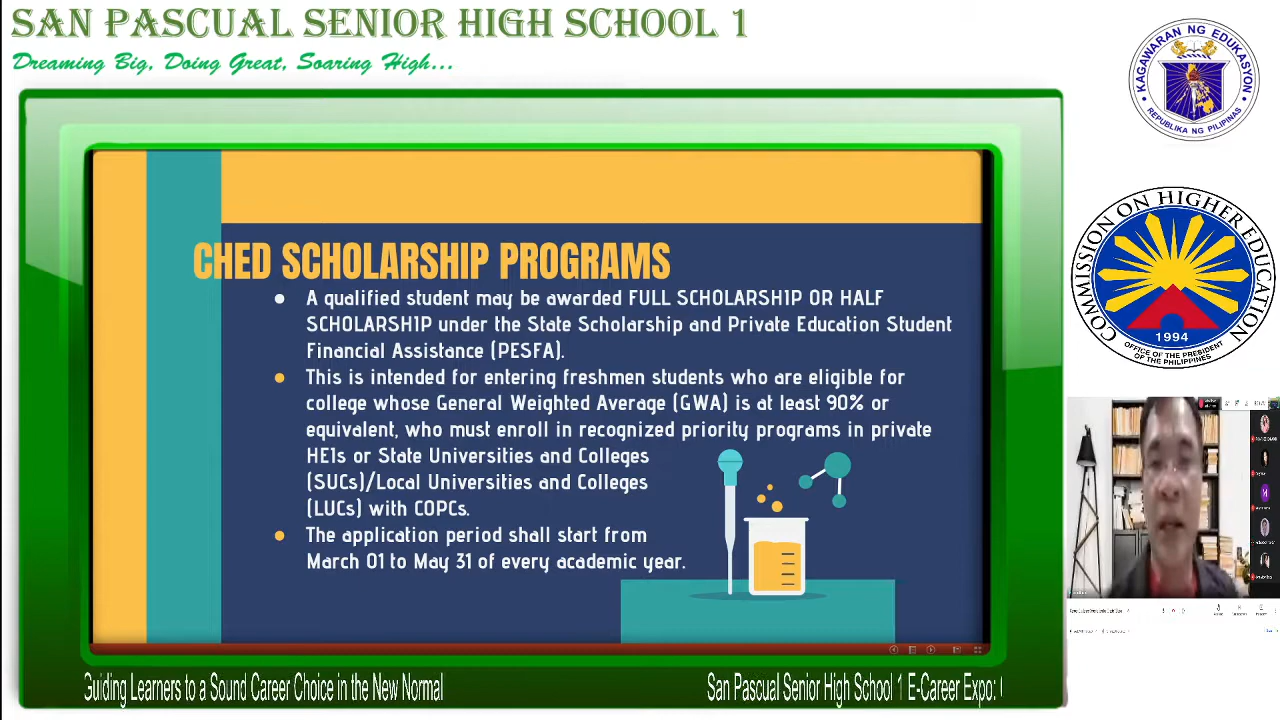 SAN PASCUAL SENIOR HIGH SCHOOL 1
Dreaming Big, Doing Great, Soaring High...
KAGAWARAN NG EDUKASYON
REPUBLIKA NG PILIPINAS
COMMISSION ON HIGHER EDUCATION
1994
OFFICE OF THE PRESIDENT
OF THE PHILIPPINES
CHED SCHOLARSHIP PROGRAMS
● A qualified student may be awarded FULL SCHOLARSHIP OR HALF
SCHOLARSHIP under the State Scholarship and Private Education Student
Financial Assistance (PESFA).
● This is intended for entering freshmen students who are eligible for
college whose General Weighted Average (GWA) is at least 90% or
equivalent, who must enroll in recognized priority programs in private
HEIs or State Universities and Colleges
(SUCs)/Local Universities and Colleges
(LUCs) with COPCs.
● The application period shall start from
March 01 to May 31 of every academic year.
Guiding Learners to a Sound Career Choice in the New Normal
San Pascual Senior High School 1 E-Career Expo: